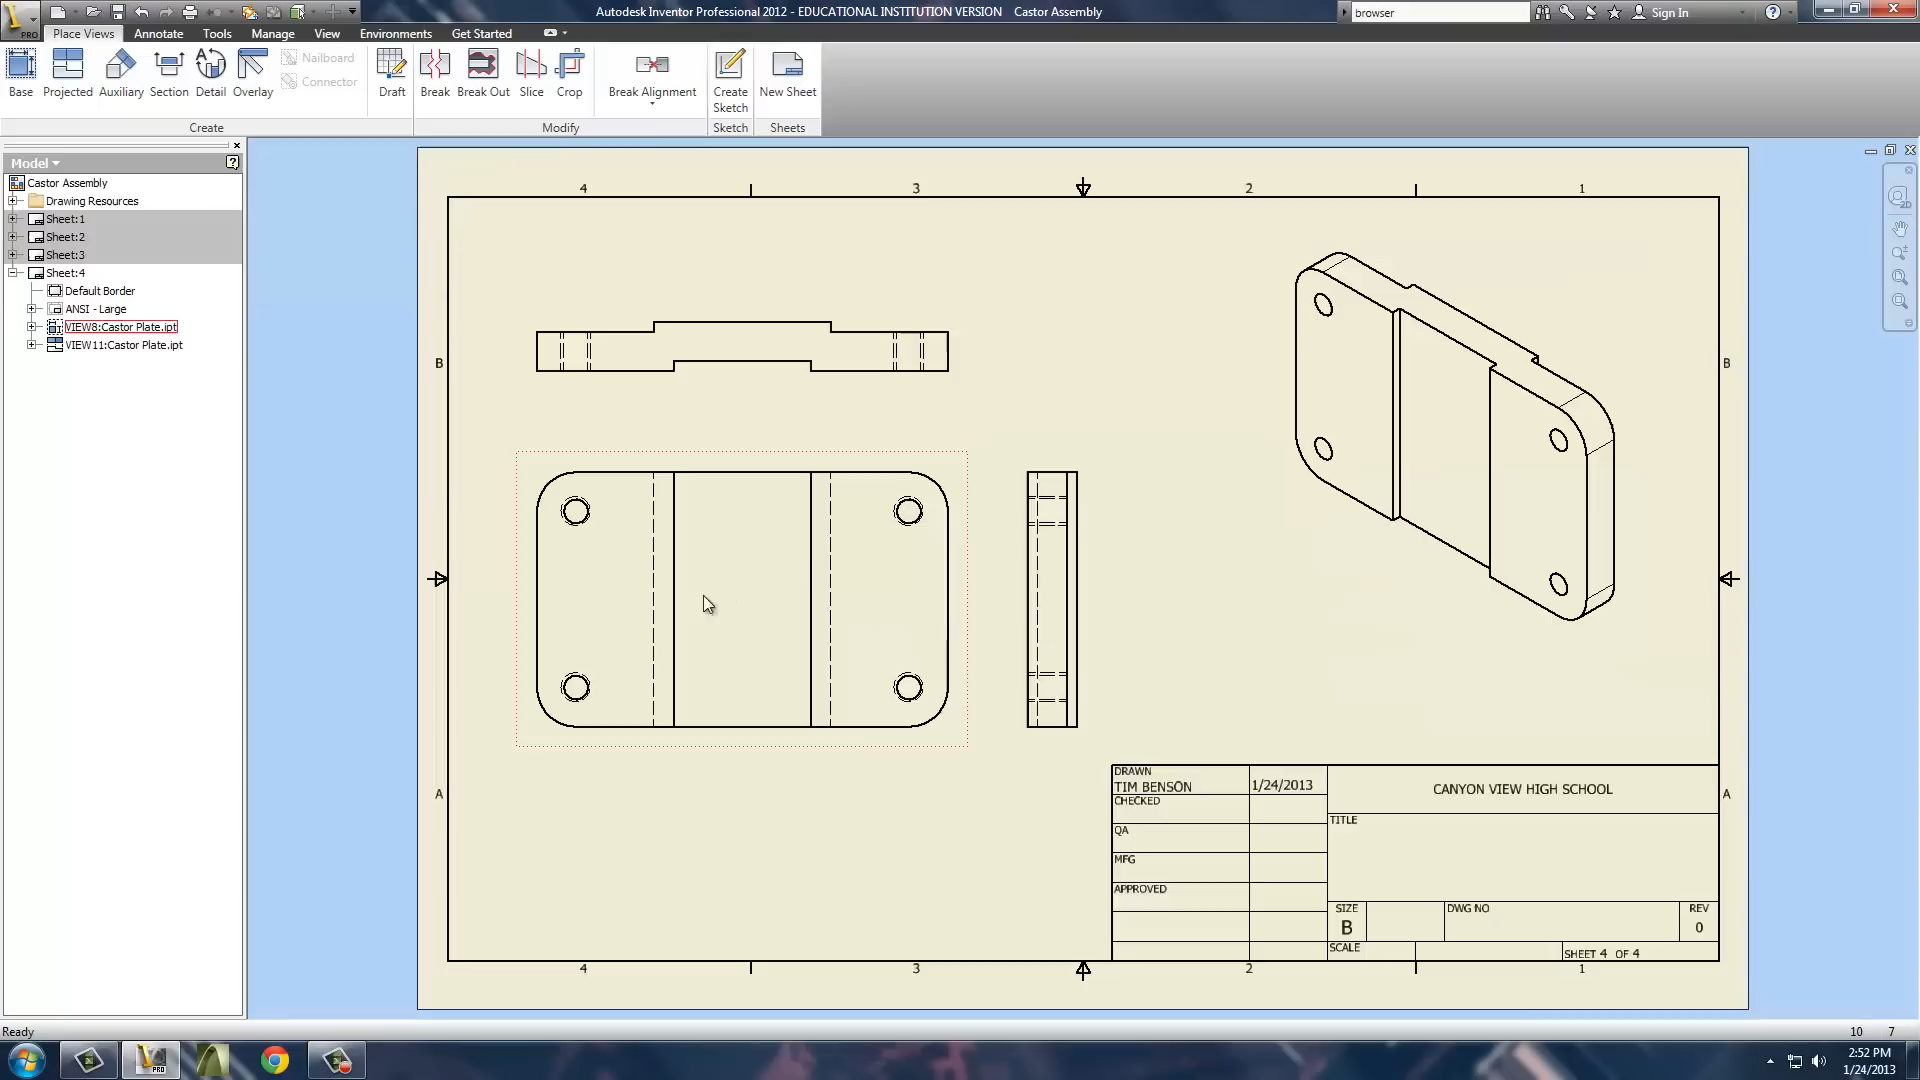 Autodesk Inventor Professional 2012 - EDUCATIONAL INSTITUTION VERSION Castor Assembly
browser
Sign In
PRO
Place Views Annotate Tools Manage View Environments Get Started
Base Projected Auxiliary Section Detail Overlay
Nailboard
Connector
Draft
Break Break Out Slice Crop
Break Alignment
Create
Sketch
New Sheet
Create Modify Sketch Sheets
Model
Castor Assembly
Drawing Resources
Sheet:1
Sheet:2
Sheet:3
Sheet:4
Default Border
ANSI - Large
VIEW8:Castor Plate.ipt
VIEW11:Castor Plate.ipt
2D
4 3 2 1
B B
A A
DRAWN
TIM BENSON 1/24/2013
CHECKED
QA
MFG
APPROVED
CANYON VIEW HIGH SCHOOL
TITLE
SIZE
B
DWG NO
REV
0
SCALE
SHEET 4 OF 4
4 3 2 1
Ready
10 7
PRO
2:52 PM
1/24/2013